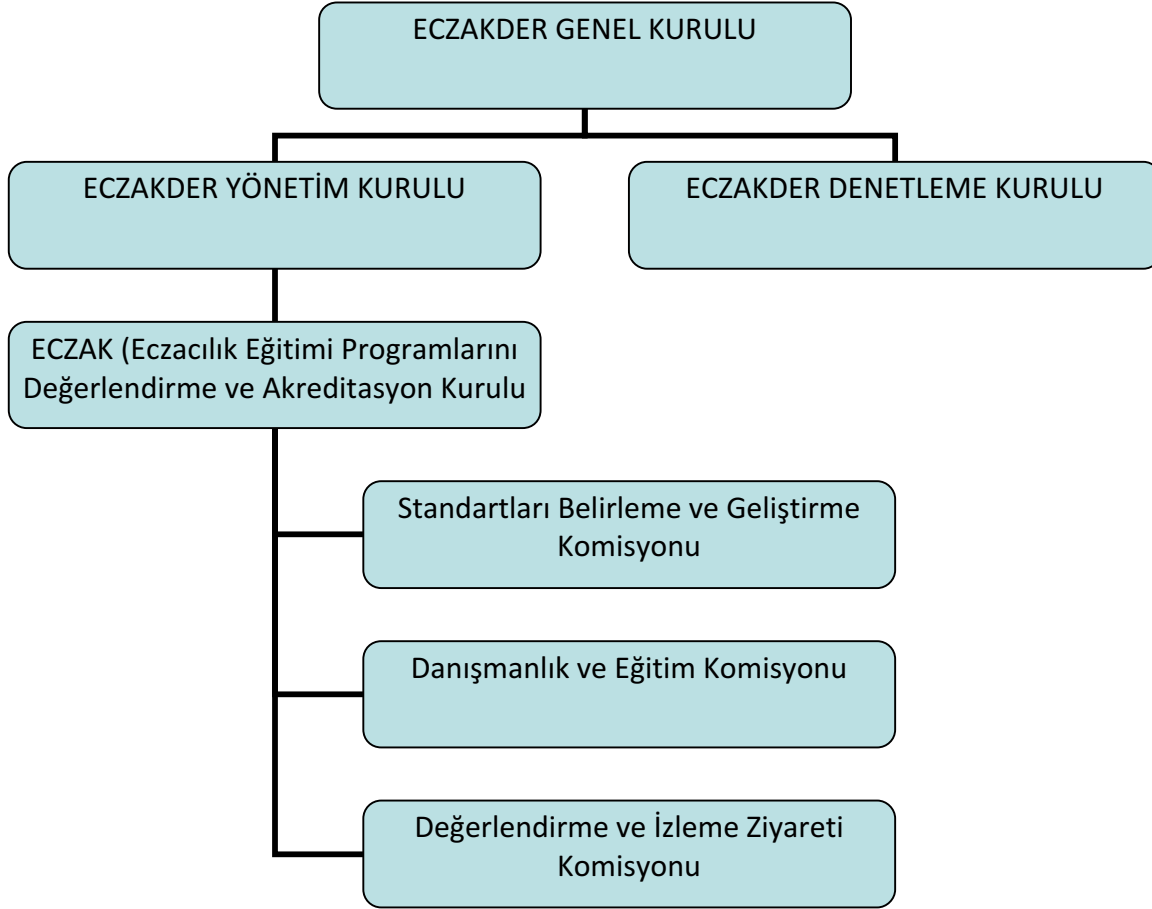 ECZAKDER GENEL KURULU
ECZAKDER YÖNETİM KURULU
ECZAKDER DENETLEME KURULU
ECZAK (Eczacılık Eğitimi Programlarını
Değerlendirme ve Akreditasyon Kurulu
Standartları Belirleme ve Geliştirme
Komisyonu
Danışmanlık ve Eğitim Komisyonu
Değerlendirme ve İzleme Ziyareti
Komisyonu